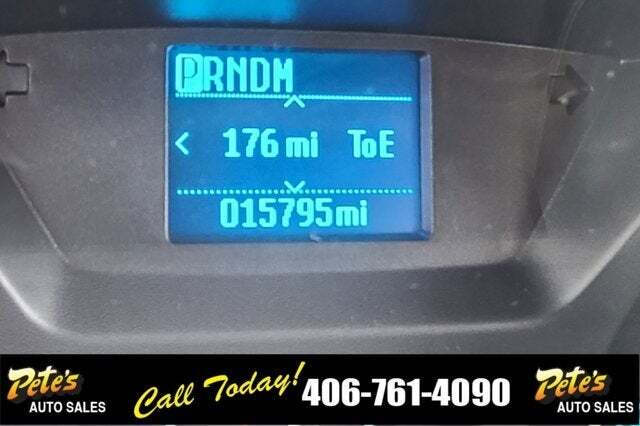 PRNDM
< 176 mi ToE
015795mi
Pete's
AUTO SALES
Call Today!
406-761-4090
Pete's
AUTO SALES